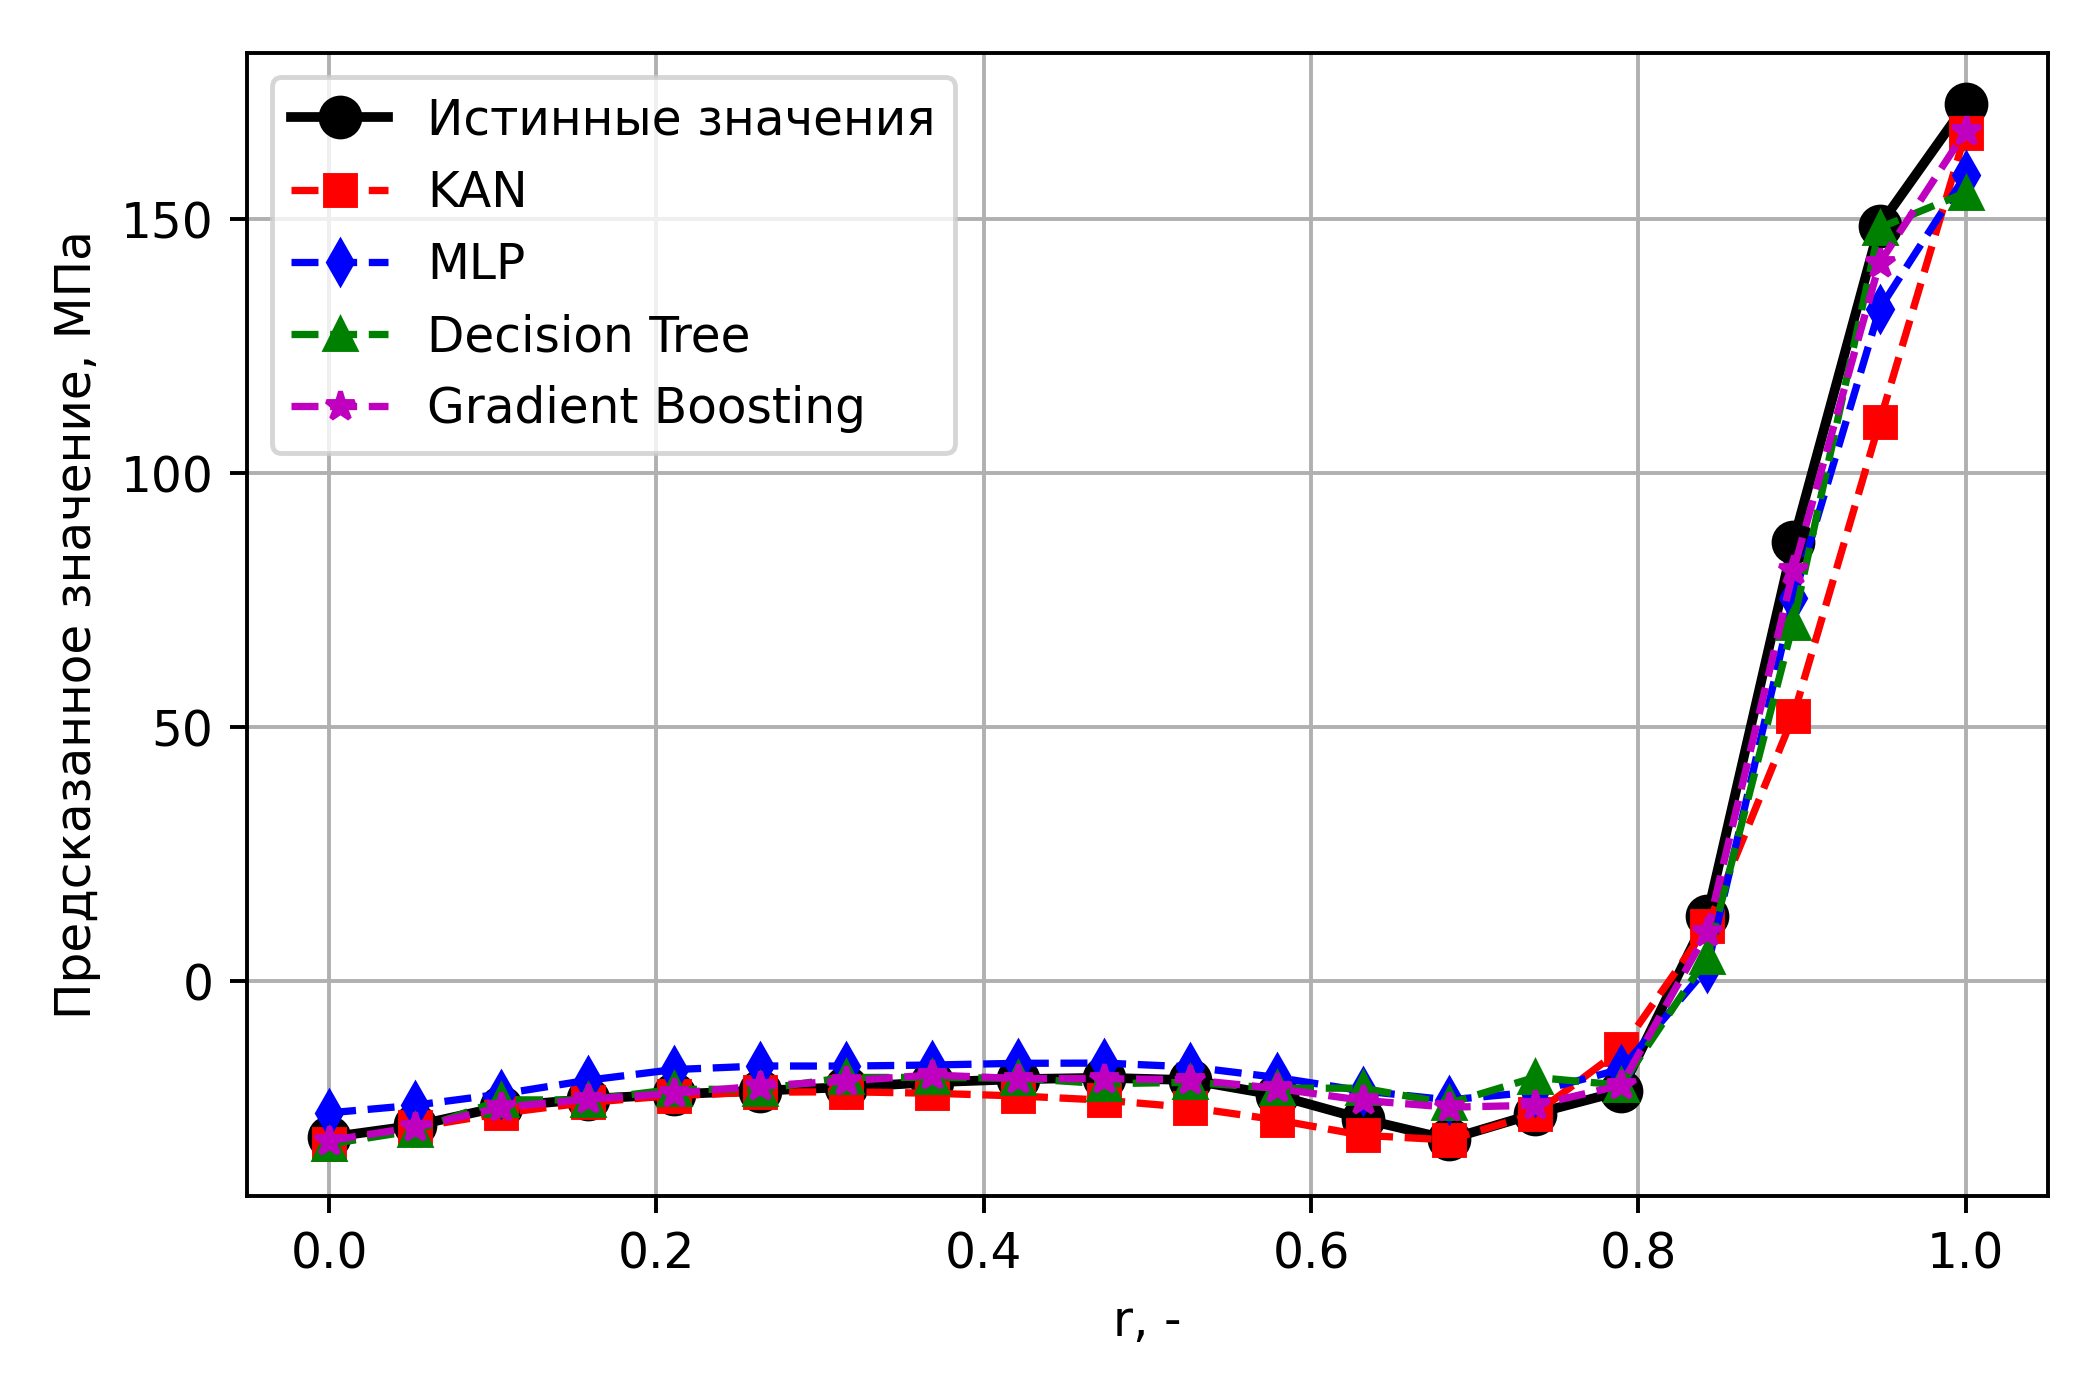 Истинные значения
KAN
MLP
Decision Tree
Gradient Boosting
Предсказанное значение, МПа
150
100
50
0
0.0 0.2 0.4 0.6 0.8 1.0
r, -